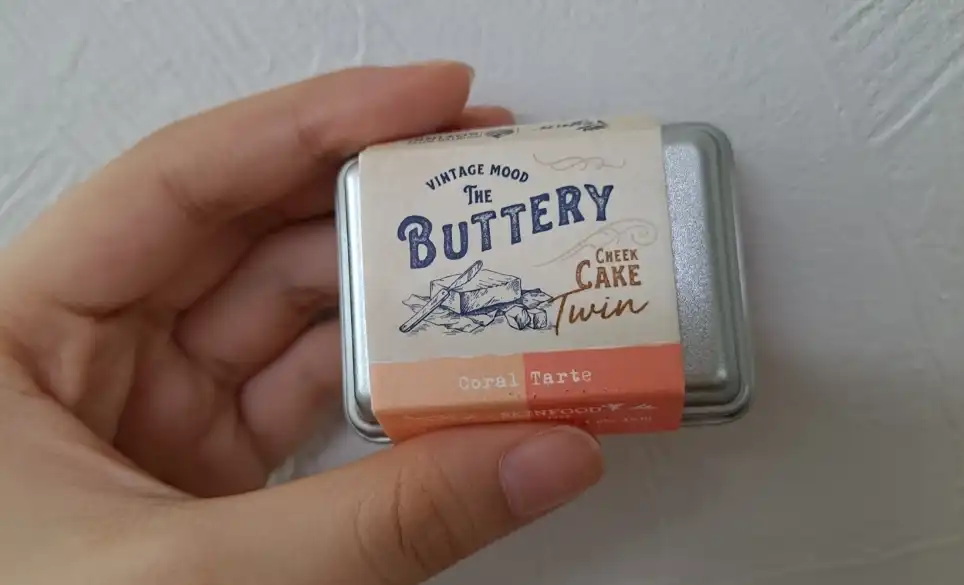 VINTAGE MOOD
THE
BUTTERY
CHEEK
CAKE
Twin
Coral Tarte
SKINFOOD